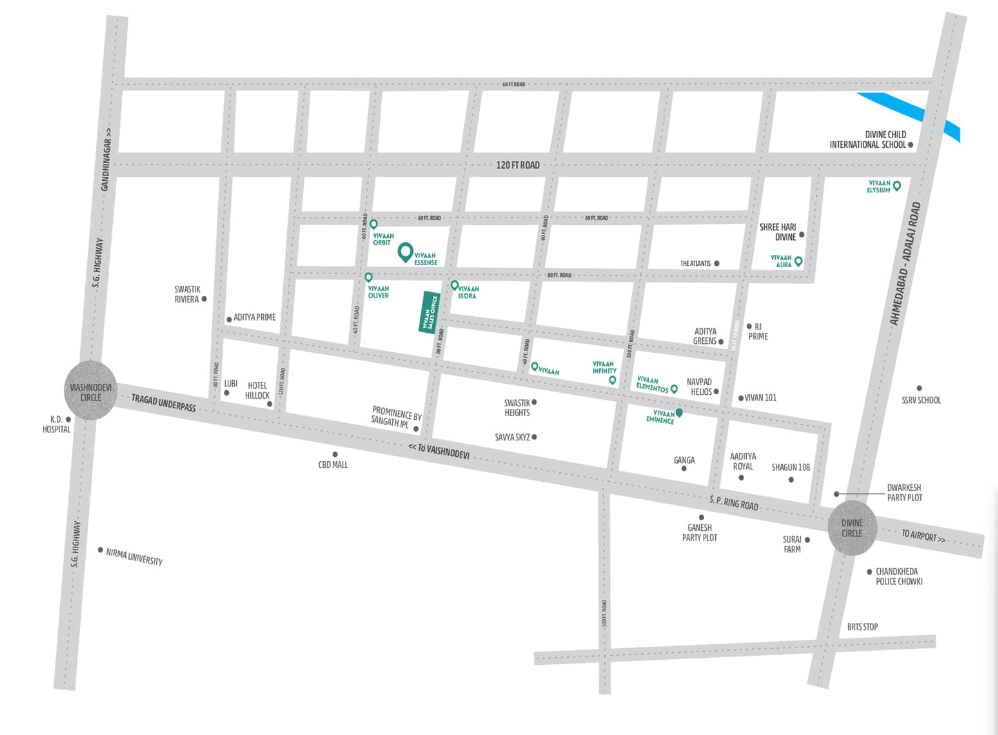 60 FT. ROAD
GANDHINAGAR >>
120 FT ROAD
DIVINE CHILD
INTERNATIONAL SCHOOL
VIVAAN
ELYSIUM
60 FT. ROAD
60 FT. ROAD
60 FT. ROAD
60 FT. ROAD
VIVAAN
ORBIT
VIVAAN
ESSENSE
SHREE HARI
DIVINE
THE ATLANTIS
VIVAAN
AURA
S.G. HIGHWAY
AHMEDABAD - ADALAJ ROAD
80 FT. ROAD
VIVAAN
OLIVER
VIVAAN
IXORA
SWASTIK
RIVIERA
VIVAAN
SALES OFFICE
ADITYA PRIME
60 FT. ROAD
80 FT. ROAD
60 FT. ROAD
100 FT. ROAD
ADITYA
GREENS
RJ
PRIME
VIVAAN
VIVAAN
INFINITY
VIVAAN
ELEMENTOS
NAVPAD
HELIOS
VIVAN 101
VIVAAN
EMINENCE
VAISHNODEVI
CIRCLE
80 FT. ROAD
120 FT. ROAD
LUBI
HOTEL
HILLOCK
TRAGAD UNDERPASS
K.D.
HOSPITAL
PROMINENCE BY
SANGATH IPL
SWASTIK
HEIGHTS
SAVYA SKYZ
SSRV SCHOOL
<< To VAISHNODEVI
CBD MALL
GANGA
AADITYA
ROYAL
SHAGUN 108
DWARKESH
PARTY PLOT
S. P. RING ROAD
GANESH
PARTY PLOT
SURAJ
FARM
DIVINE
CIRCLE
TO AIRPORT >>
S.G. HIGHWAY
NIRMA UNIVERSITY
CHANDKHEDA
POLICE CHOWKI
100 FT. ROAD
BRTS STOP